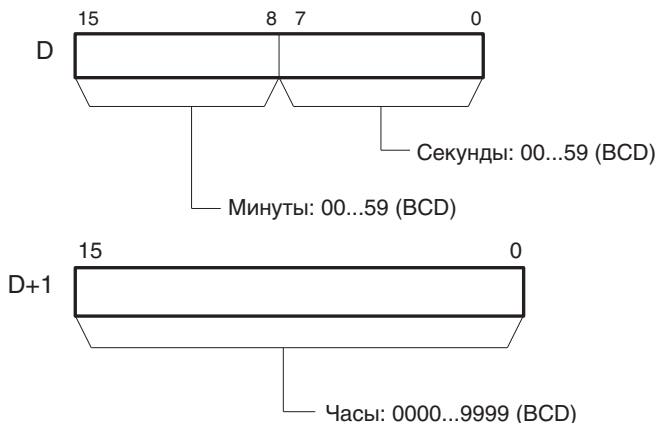 15 8 7 0
D
Секунды: 00...59 (BCD)
Минуты: 00...59 (BCD)
15 0
D+1
Часы: 0000...9999 (BCD)